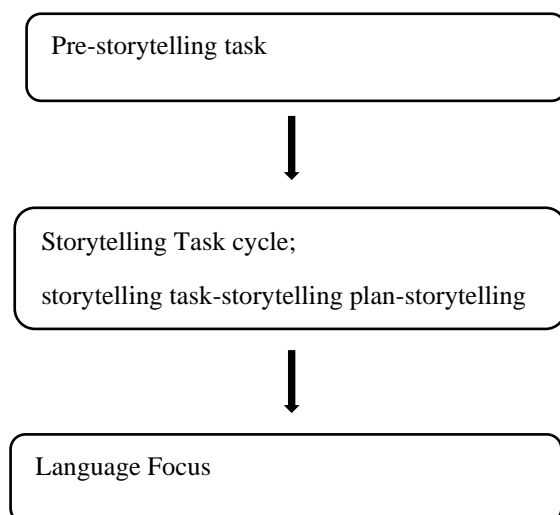 Pre-storytelling task
Storytelling Task cycle;
storytelling task-storytelling plan-storytelling
Language Focus